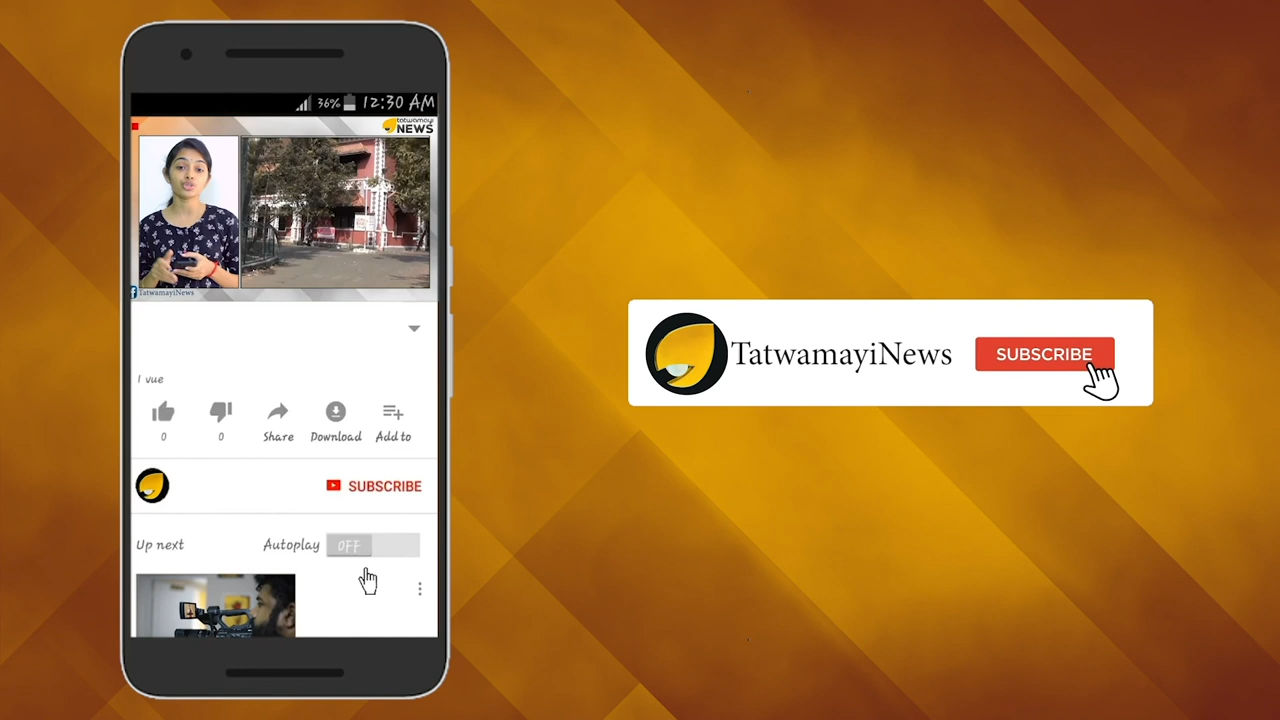 36% 12:30 AM
tatwamayi
NEWS
TatwamayiNews
1 vue
0 0 Share Download Add to
SUBSCRIBE
Up next Autoplay OFF
TatwamayiNews SUBSCRIBE